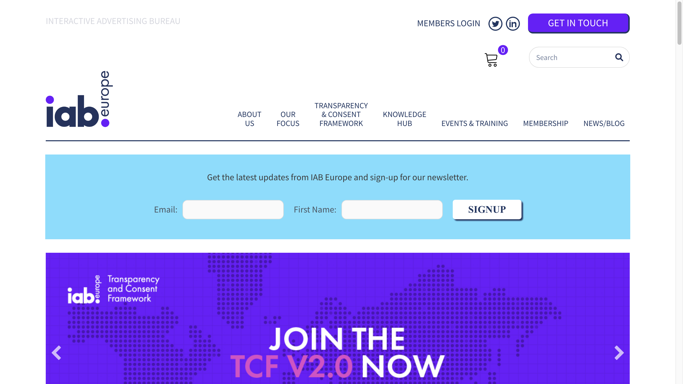 INTERACTIVE ADVERTISING BUREAU
MEMBERS LOGIN
GET IN TOUCH
0
Search
iab.europe
ABOUT US
OUR FOCUS
TRANSPARENCY & CONSENT FRAMEWORK
KNOWLEDGE HUB
EVENTS & TRAINING
MEMBERSHIP
NEWS/BLOG
Get the latest updates from IAB Europe and sign-up for our newsletter.
Email:
First Name:
SIGNUP
iab.europe
Transparency
and Consent
Framework
JOIN THE
TCF V2.0 NOW